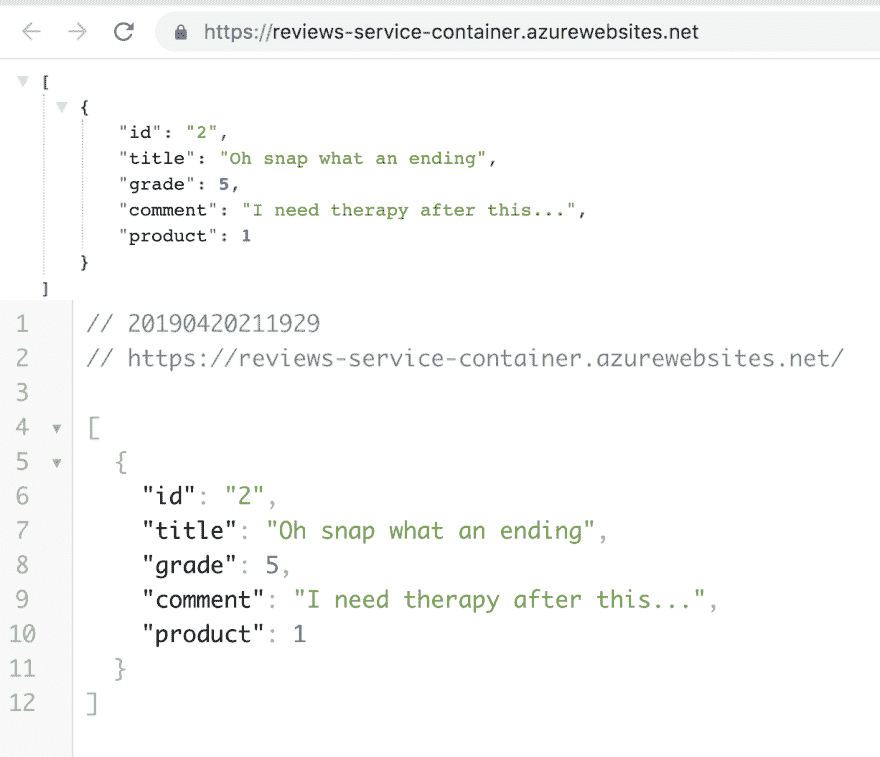 https://reviews-service-container.azurewebsites.net
[
{
"id": "2",
"title": "Oh snap what an ending",
"grade": 5,
"comment": "I need therapy after this...",
"product": 1
}
]
1 // 20190420211929
2 // https://reviews-service-container.azurewebsites.net/
3
4 [
5 {
6 "id": "2",
7 "title": "Oh snap what an ending",
8 "grade": 5,
9 "comment": "I need therapy after this...",
10 "product": 1
11 }
12 ]